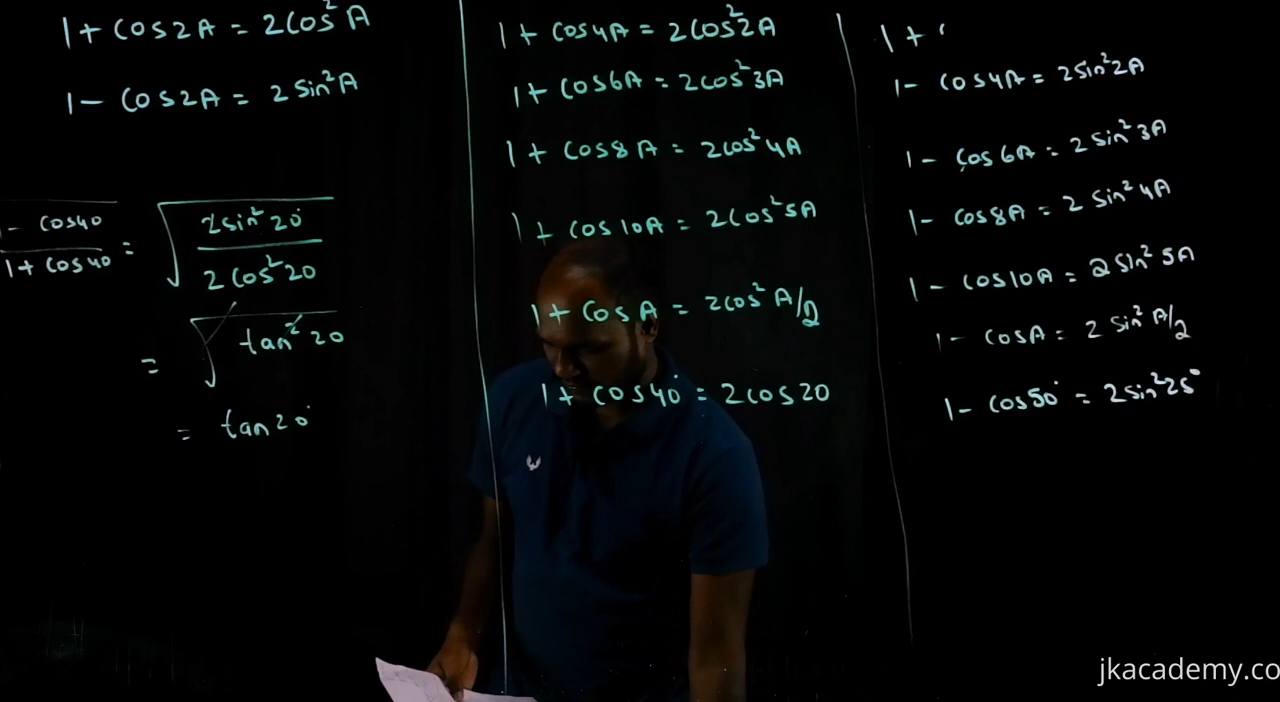 1 + cos2A = 2cos²A
1 - cos2A = 2sin²A
- cos40 / 1 + cos40 = √(2sin²20° / 2cos²20)
= √(tan²20)
= tan20°
1 + cos4A = 2cos²2A
1 + cos6A = 2cos²3A
1 + cos8A = 2cos²4A
1 + cos10A = 2cos²5A
1 + cosA = 2cos²A/2
1 + cos40° = 2cos20
1 +
1 - cos4A = 2sin²2A
1 - cos6A = 2sin²3A
1 - cos8A = 2sin²4A
1 - cos10A = 2sin²5A
1 - cosA = 2sin²A/2
1 - cos50° = 2sin²25°
jkacademy.co